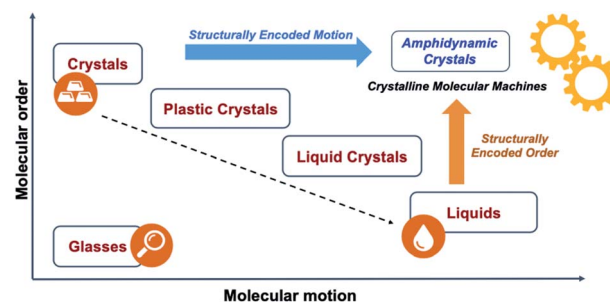 Structurally Encoded Motion
Amphidynamic
Crystals
Crystals
Crystalline Molecular Machines
Plastic Crystals
Liquid Crystals
Structurally
Encoded Order
Liquids
Glasses
Molecular order
Molecular motion